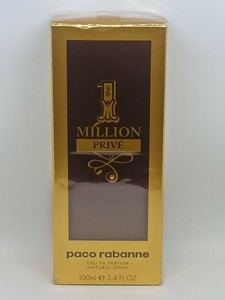 1
MILLION
PRIVÉ
paco rabanne
EAU DE PARFUM
NATURAL SPRAY
100ml e 3.4 FL.OZ